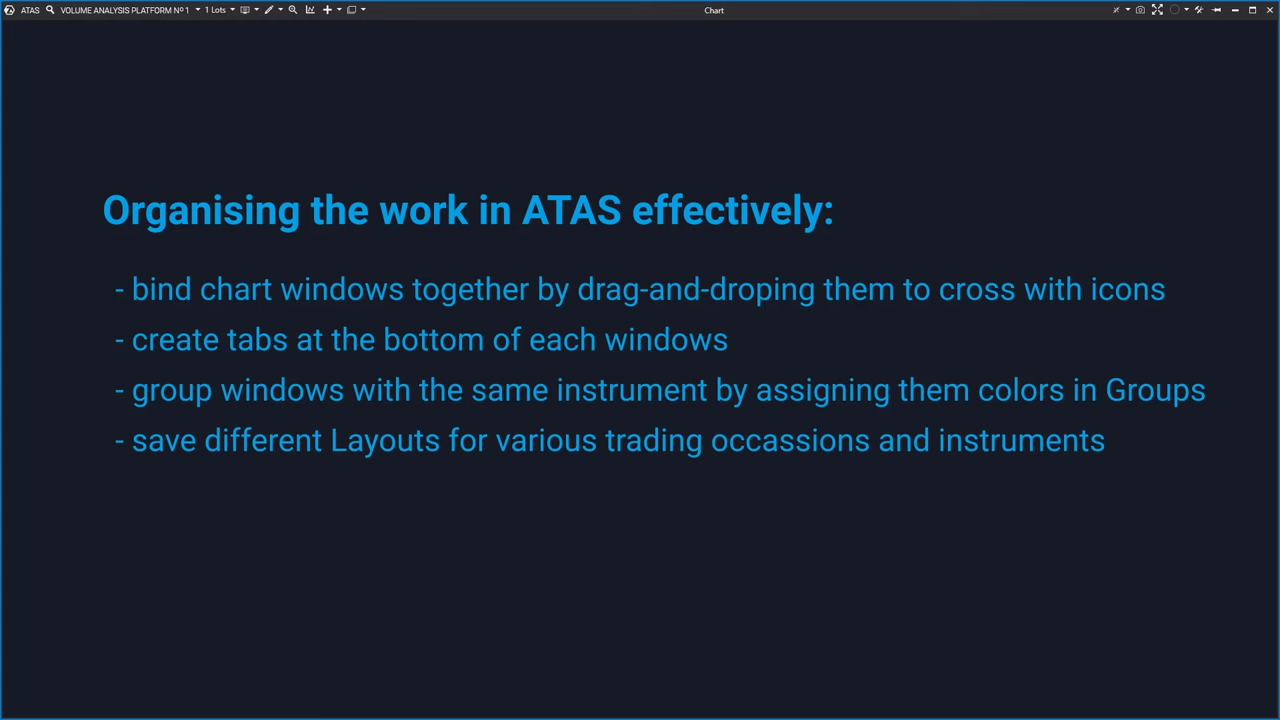 ATAS VOLUME ANALYSIS PLATFORM Nº1 1 Lots Chart
Organising the work in ATAS effectively:
- bind chart windows together by drag-and-droping them to cross with icons
- create tabs at the bottom of each windows
- group windows with the same instrument by assigning them colors in Groups
- save different Layouts for various trading occassions and instruments